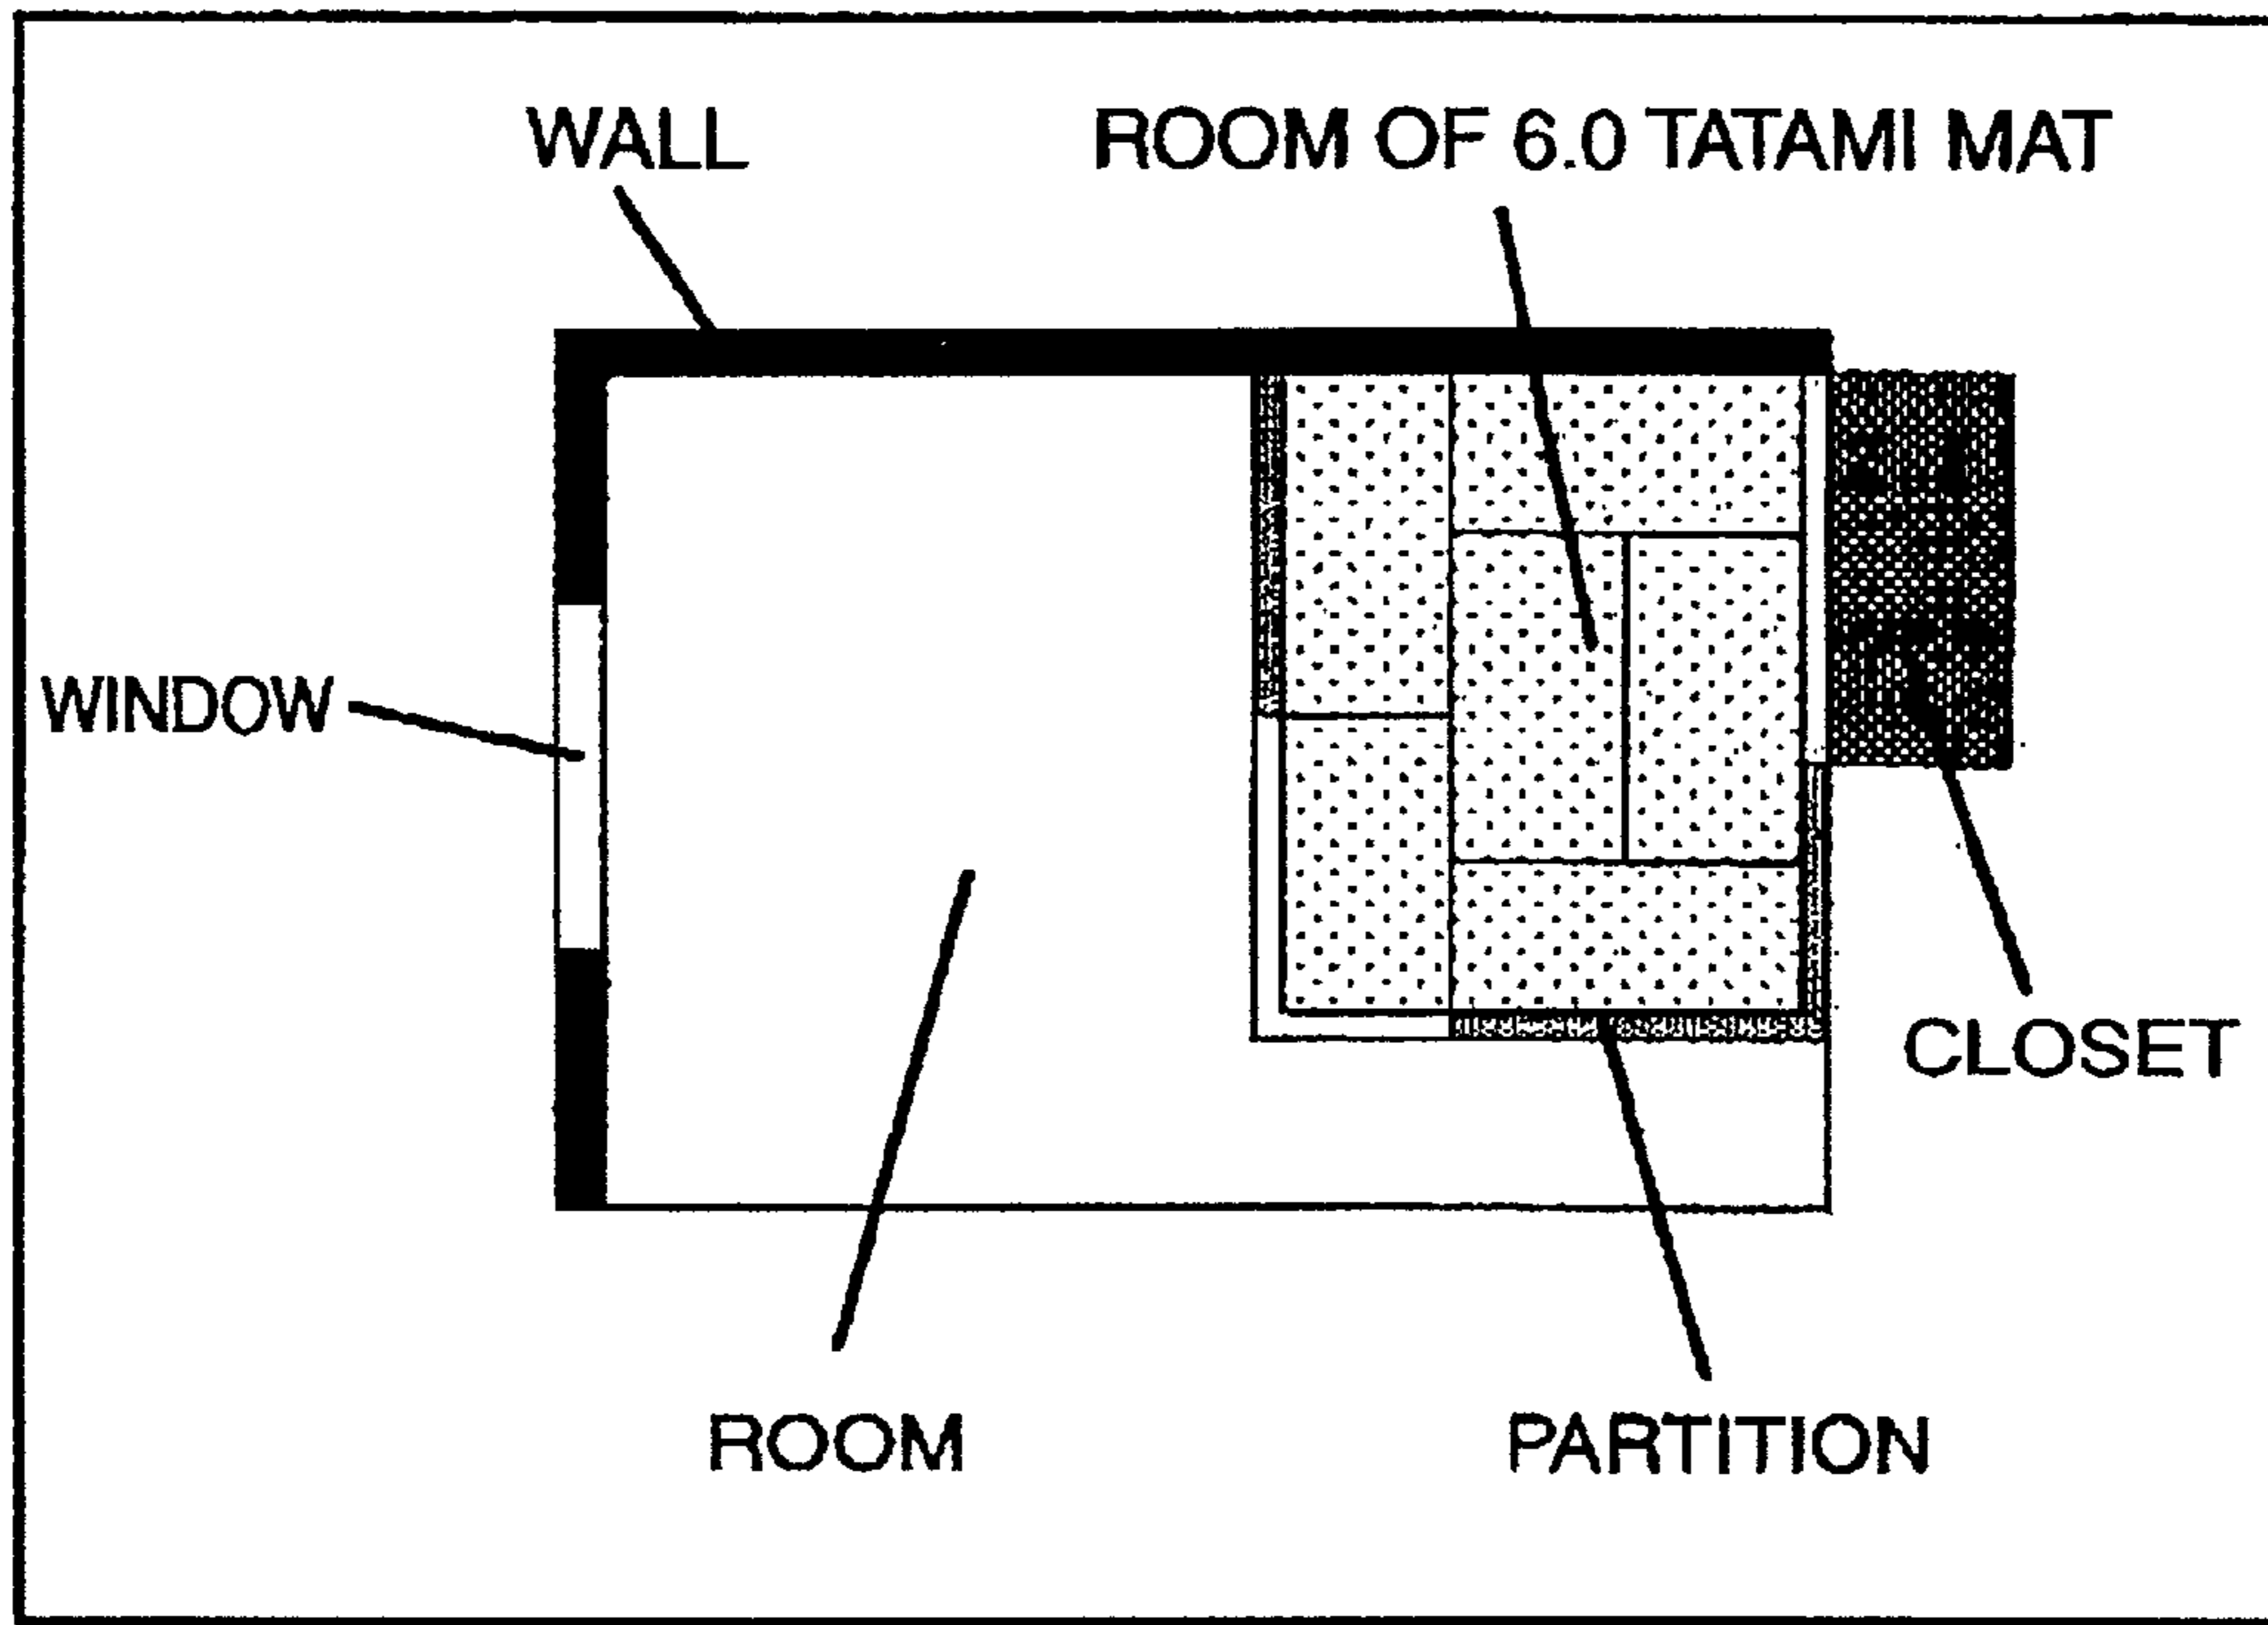 WALL
ROOM OF 6.0 TATAMI MAT
WINDOW
CLOSET
ROOM
PARTITION